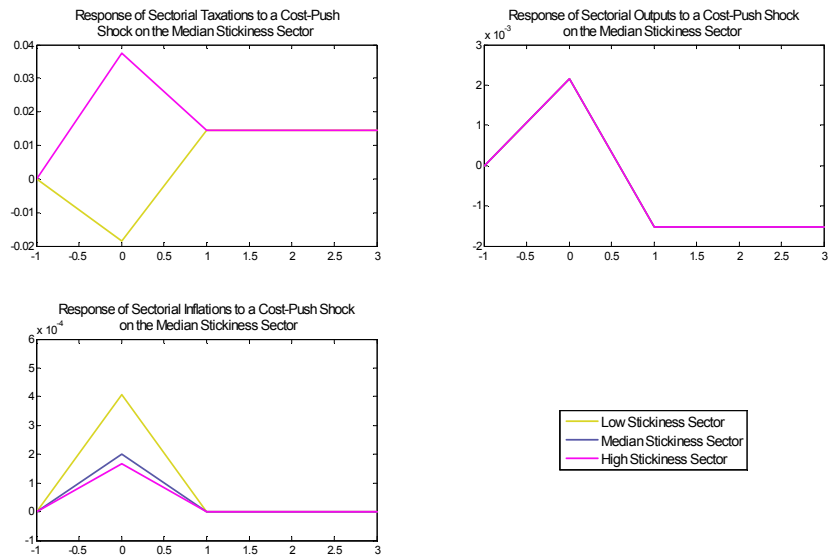 Response of Sectorial Taxations to a Cost-Push
Shock on the Median Stickiness Sector
0.04
0.03
0.02
0.01
0
-0.01
-0.02
-1 -0.5 0 0.5 1 1.5 2 2.5 3
Response of Sectorial Outputs to a Cost-Push Shock
on the Median Stickiness Sector
x 10-3
3
2
1
0
-1
-2
-1 -0.5 0 0.5 1 1.5 2 2.5 3
Response of Sectorial Inflations to a Cost-Push Shock
on the Median Stickiness Sector
x 10-4
6
5
4
3
2
1
0
-1
-1 -0.5 0 0.5 1 1.5 2 2.5 3
Low Stickiness Sector
Median Stickiness Sector
High Stickiness Sector